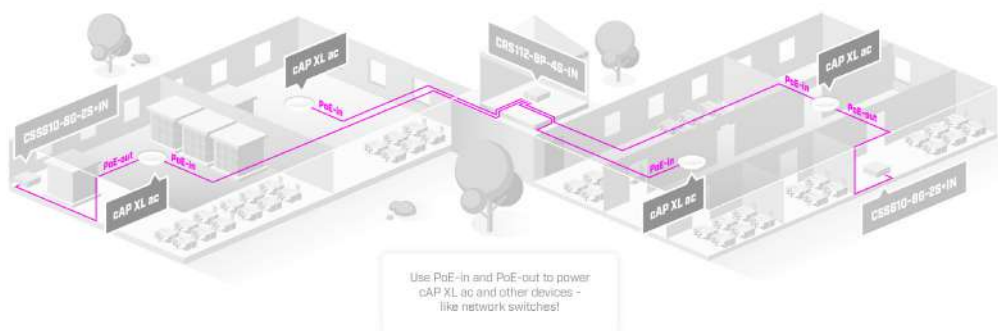 cAP XL ac
PoE-in
CRS112-8P-4S-IN
cAP XL ac
PoE-in
PoE-out
CSS610-8G-2S+IN
PoE-out
PoE-in
cAP XL ac
PoE-in
cAP XL ac
CSS610-8G-2S+IN
Use PoE-in and PoE-out to power
cAP XL ac and other devices -
like network switches!